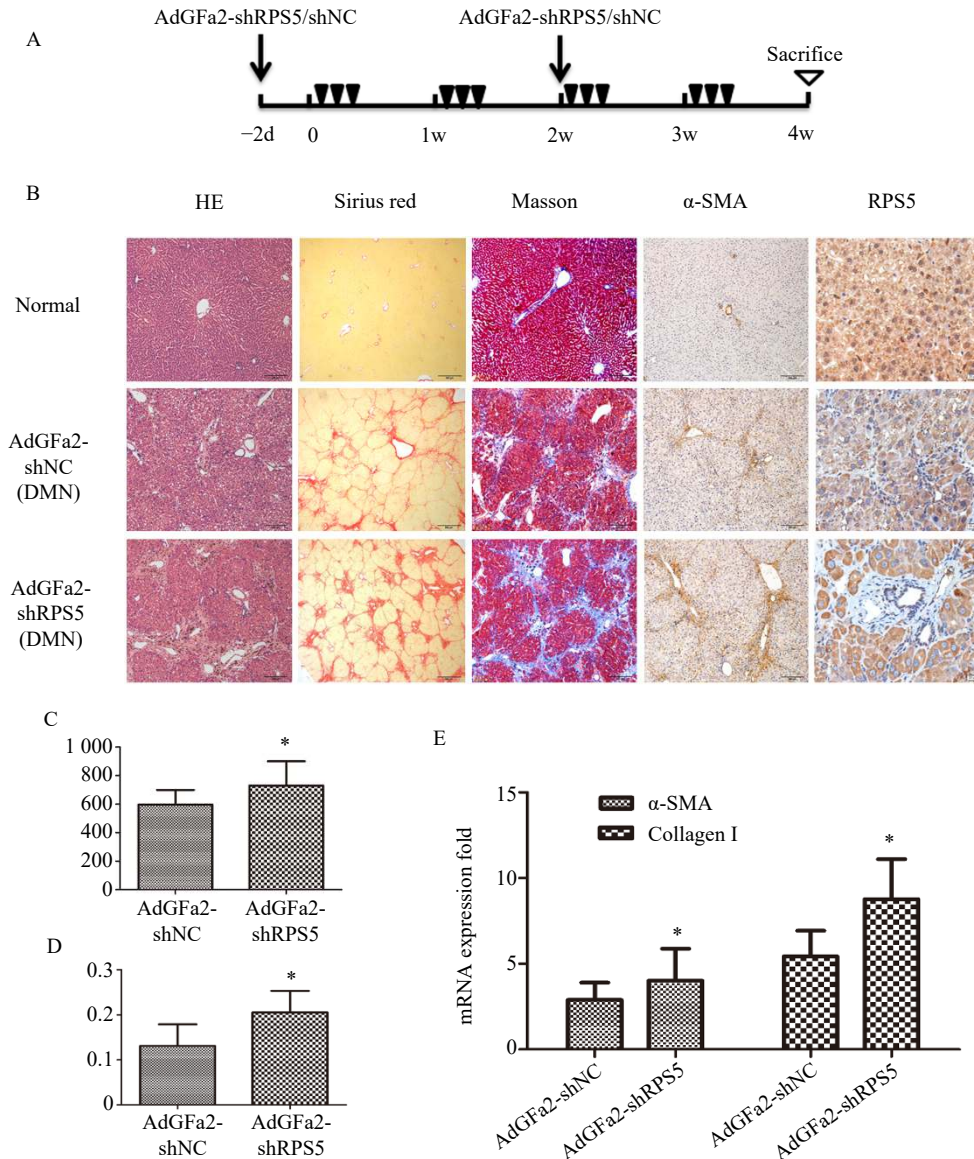 A
AdGFa2-shRPS5/shNC
AdGFa2-shRPS5/shNC
Sacrifice
−2d
0
1w
2w
3w
4w
B
HE
Sirius red
Masson
α-SMA
RPS5
Normal
AdGFa2-
shNC
(DMN)
AdGFa2-
shRPS5
(DMN)
C
1 000
800
600
400
200
0
*
AdGFa2-
shNC
AdGFa2-
shRPS5
D
0.3
0.2
0.1
0
*
AdGFa2-
shNC
AdGFa2-
shRPS5
E
mRNA expression fold
15
10
5
0
α-SMA
Collagen I
*
*
AdGFa2-shNC
AdGFa2-shRPS5
AdGFa2-shNC
AdGFa2-shRPS5